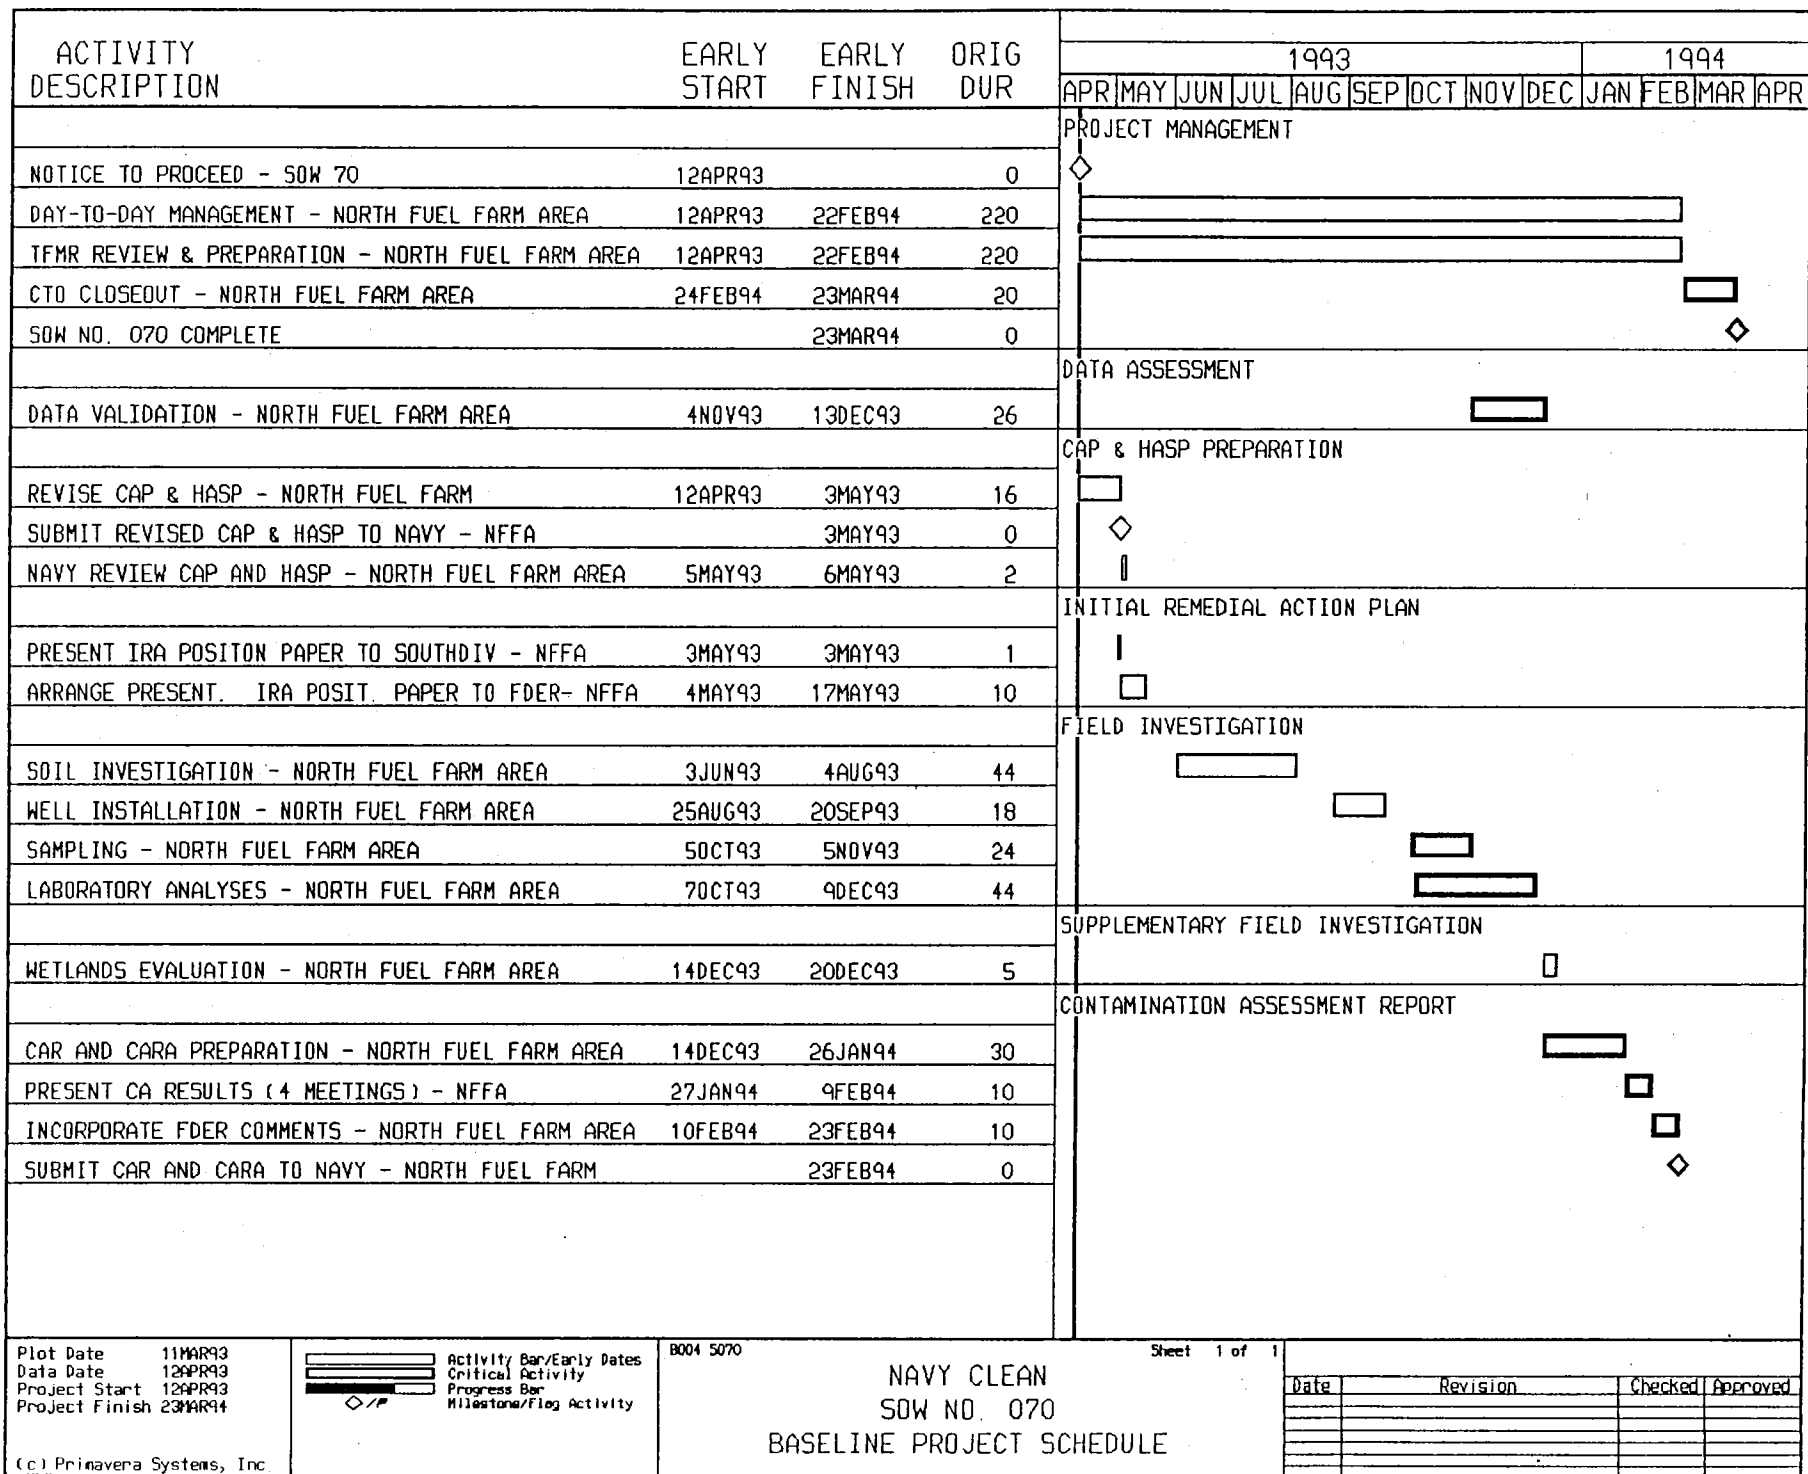 ACTIVITY DESCRIPTION EARLY START EARLY FINISH ORIG DUR
1993 1994
APR MAY JUN JUL AUG SEP OCT NOV DEC JAN FEB MAR APR
PROJECT MANAGEMENT
NOTICE TO PROCEED - SOW 70 12APR93 0
DAY-TO-DAY MANAGEMENT - NORTH FUEL FARM AREA 12APR93 22FEB94 220
TFMR REVIEW & PREPARATION - NORTH FUEL FARM AREA 12APR93 22FEB94 220
CTO CLOSEOUT - NORTH FUEL FARM AREA 24FEB94 23MAR94 20
SOW NO. 070 COMPLETE 23MAR94 0
DATA ASSESSMENT
DATA VALIDATION - NORTH FUEL FARM AREA 4NOV93 13DEC93 26
CAP & HASP PREPARATION
REVISE CAP & HASP - NORTH FUEL FARM 12APR93 3MAY93 16
SUBMIT REVISED CAP & HASP TO NAVY - NFFA 3MAY93 0
NAVY REVIEW CAP AND HASP - NORTH FUEL FARM AREA 5MAY93 6MAY93 2
INITIAL REMEDIAL ACTION PLAN
PRESENT IRA POSITON PAPER TO SOUTHDIV - NFFA 3MAY93 3MAY93 1
ARRANGE PRESENT. IRA POSIT. PAPER TO FDER- NFFA 4MAY93 17MAY93 10
FIELD INVESTIGATION
SOIL INVESTIGATION - NORTH FUEL FARM AREA 3JUN93 4AUG93 44
WELL INSTALLATION - NORTH FUEL FARM AREA 25AUG93 20SEP93 18
SAMPLING - NORTH FUEL FARM AREA 5OCT93 5NOV93 24
LABORATORY ANALYSES - NORTH FUEL FARM AREA 7OCT93 9DEC93 44
SUPPLEMENTARY FIELD INVESTIGATION
WETLANDS EVALUATION - NORTH FUEL FARM AREA 14DEC93 20DEC93 5
CONTAMINATION ASSESSMENT REPORT
CAR AND CARA PREPARATION - NORTH FUEL FARM AREA 14DEC93 26JAN94 30
PRESENT CA RESULTS (4 MEETINGS) - NFFA 27JAN94 9FEB94 10
INCORPORATE FDER COMMENTS - NORTH FUEL FARM AREA 10FEB94 23FEB94 10
SUBMIT CAR AND CARA TO NAVY - NORTH FUEL FARM 23FEB94 0
Plot Date 11MAR93
Data Date 12APR93
Project Start 12APR93
Project Finish 23MAR94
(c) Primavera Systems, Inc
Activity Bar/Early Dates
Critical Activity
Progress Bar
Milestone/Flag Activity
B004 S070
Sheet 1 of 1
NAVY CLEAN
SOW NO. 070
BASELINE PROJECT SCHEDULE
Date Revision Checked Approved